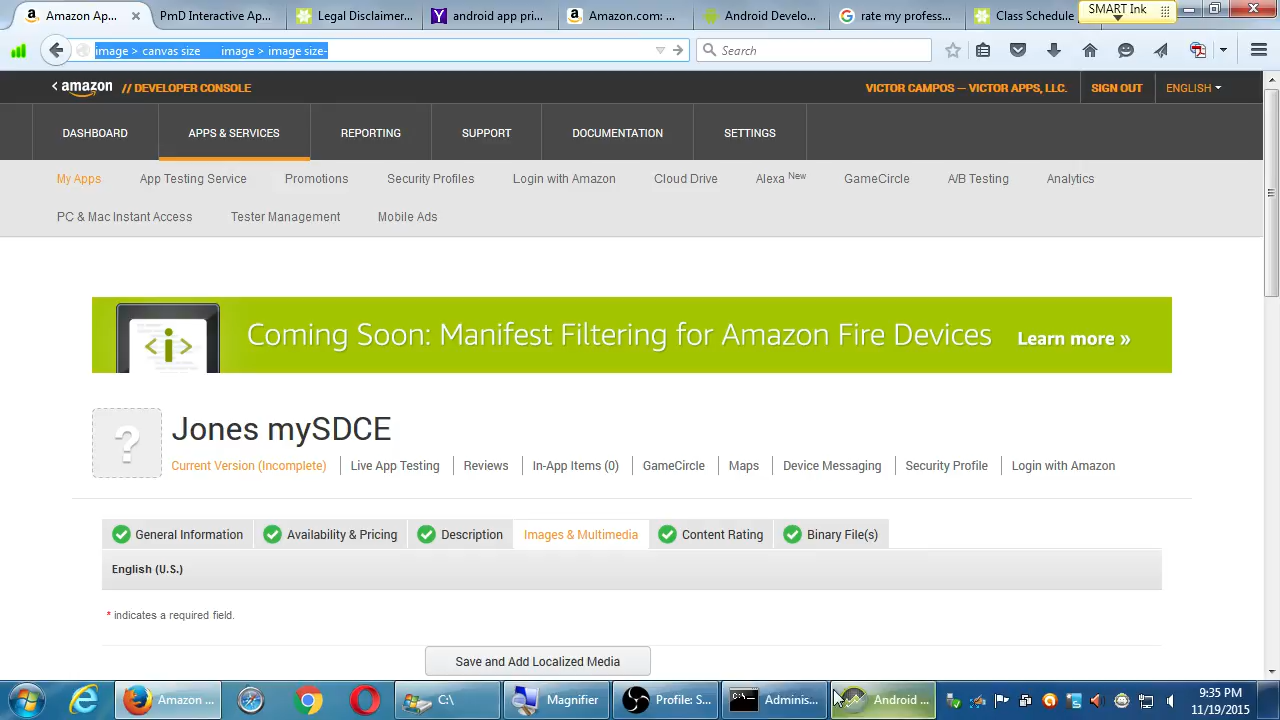 Amazon Ap...
PmD Interactive Ap...
Legal Disclaimer...
android app pri...
Amazon.com: ...
Android Develo...
rate my profess...
Class Schedule
SMART Ink
image > canvas size image > image size-
Search
amazon // DEVELOPER CONSOLE
VICTOR CAMPOS — VICTOR APPS, LLC.
SIGN OUT
ENGLISH
DASHBOARD
APPS & SERVICES
REPORTING
SUPPORT
DOCUMENTATION
SETTINGS
My Apps
App Testing Service
Promotions
Security Profiles
Login with Amazon
Cloud Drive
Alexa New
GameCircle
A/B Testing
Analytics
PC & Mac Instant Access
Tester Management
Mobile Ads
Coming Soon: Manifest Filtering for Amazon Fire Devices
Learn more »
Jones mySDCE
Current Version (Incomplete)
Live App Testing
Reviews
In-App Items (0)
GameCircle
Maps
Device Messaging
Security Profile
Login with Amazon
General Information
Availability & Pricing
Description
Images & Multimedia
Content Rating
Binary File(s)
English (U.S.)
* indicates a required field.
Save and Add Localized Media
Amazon ...
C:\
Magnifier
Profile: S...
Adminis...
Android ...
9:35 PM
11/19/2015